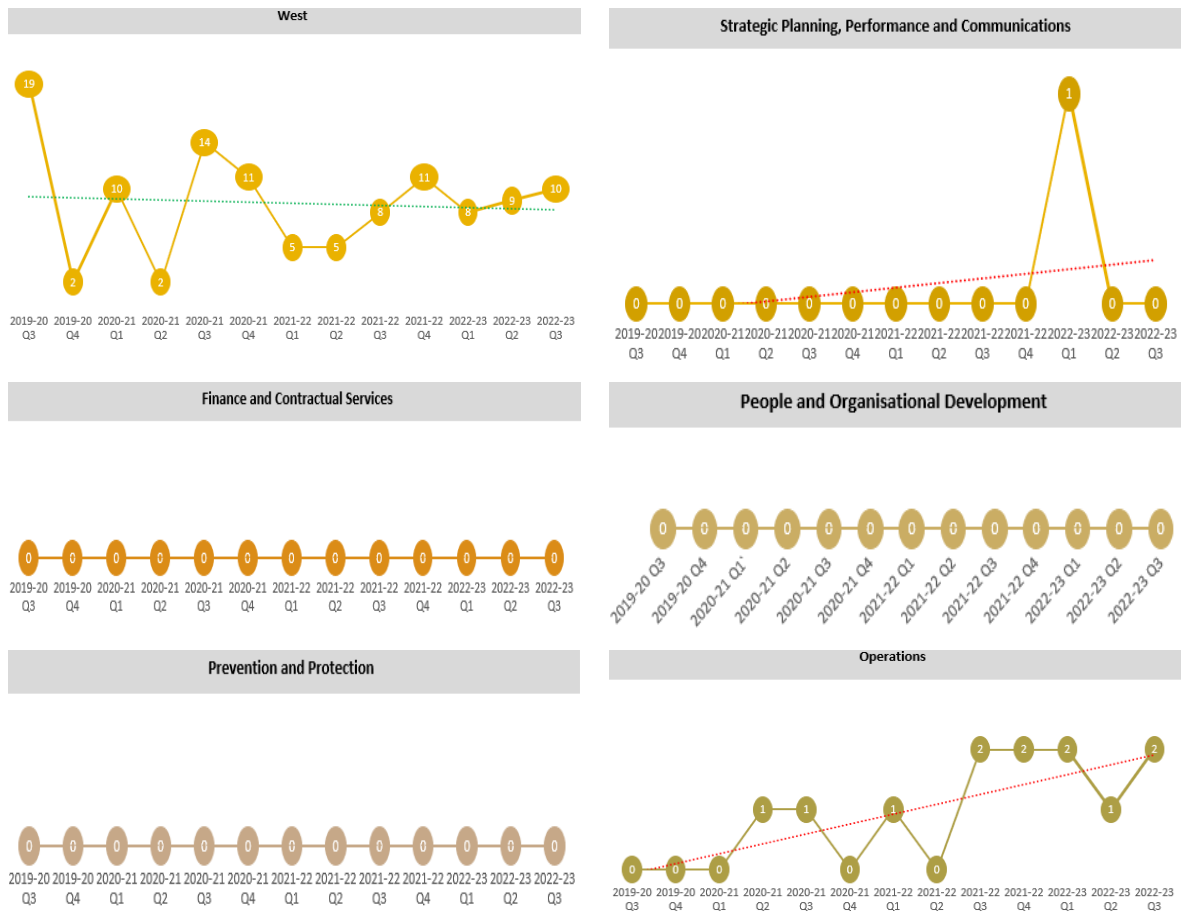 West
19
2
10
2
14
11
5
5
8
11
8
9
10
2019-20 2019-20 2020-21 2020-21 2020-21 2020-21 2021-22 2021-22 2021-22 2021-22 2022-23 2022-23 2022-23
Q3 Q4 Q1 Q2 Q3 Q4 Q1 Q2 Q3 Q4 Q1 Q2 Q3
Strategic Planning, Performance and Communications
1
0 0 0 0 0 0 0 0 0 0 0 0
2019-20 2019-20 2020-21 2020-21 2020-21 2020-21 2021-22 2021-22 2021-22 2021-22 2022-23 2022-23 2022-23
Q3 Q4 Q1 Q2 Q3 Q4 Q1 Q2 Q3 Q4 Q1 Q2 Q3
Finance and Contractual Services
0 0 0 0 0 0 0 0 0 0 0 0 0
2019-20 2019-20 2020-21 2020-21 2020-21 2020-21 2021-22 2021-22 2021-22 2021-22 2022-23 2022-23 2022-23
Q3 Q4 Q1 Q2 Q3 Q4 Q1 Q2 Q3 Q4 Q1 Q2 Q3
People and Organisational Development
0 0 0 0 0 0 0 0 0 0 0 0 0
2019-20 Q3
2019-20 Q4
2020-21 Q1`
2020-21 Q2
2020-21 Q3
2020-21 Q4
2021-22 Q1
2021-22 Q2
2021-22 Q3
2021-22 Q4
2022-23 Q1
2022-23 Q2
2022-23 Q3
Prevention and Protection
0 0 0 0 0 0 0 0 0 0 0 0 0
2019-20 2019-20 2020-21 2020-21 2020-21 2020-21 2021-22 2021-22 2021-22 2021-22 2022-23 2022-23 2022-23
Q3 Q4 Q1 Q2 Q3 Q4 Q1 Q2 Q3 Q4 Q1 Q2 Q3
Operations
0
0
0
1
1
0
1
0
2
2
2
1
2
2019-20 2019-20 2020-21 2020-21 2020-21 2020-21 2021-22 2021-22 2021-22 2021-22 2022-23 2022-23 2022-23
Q3 Q4 Q1 Q2 Q3 Q4 Q1 Q2 Q3 Q4 Q1 Q2 Q3